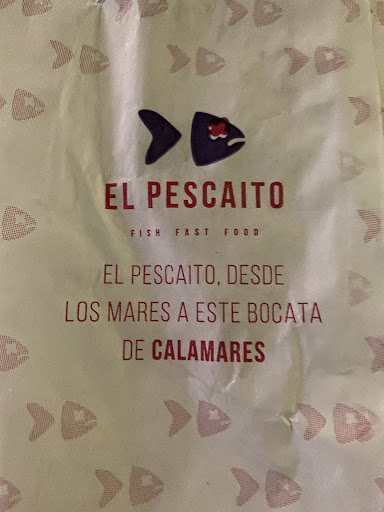 EL PESCAITO
FISH FAST FOOD
EL PESCAITO, DESDE
LOS MARES A ESTE BOCATA
DE CALAMARES